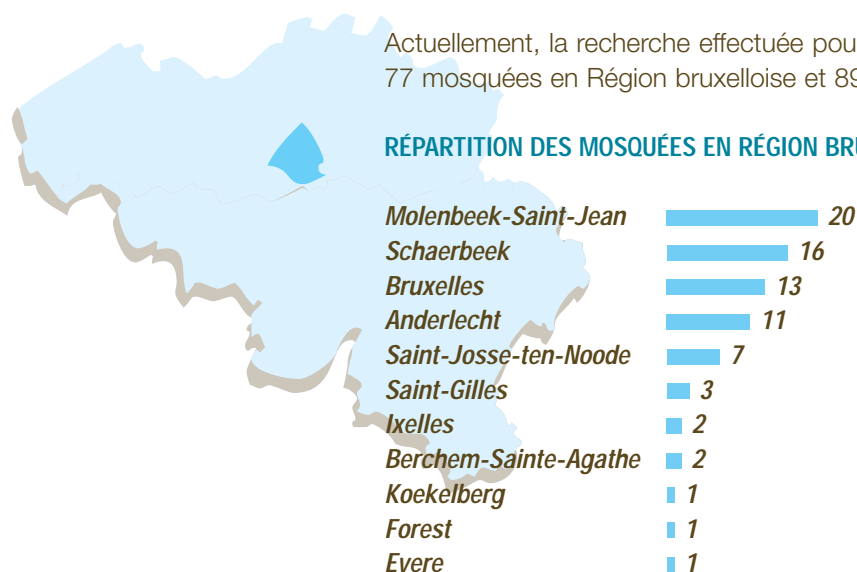 Actuellement, la recherche effectuée pou
77 mosquées en Région bruxelloise et 89
RÉPARTITION DES MOSQUÉES EN RÉGION BRU
Molenbeek-Saint-Jean 20
Schaerbeek 16
Bruxelles 13
Anderlecht 11
Saint-Josse-ten-Noode 7
Saint-Gilles 3
Ixelles 2
Berchem-Sainte-Agathe 2
Koekelberg 1
Forest 1
Evere 1